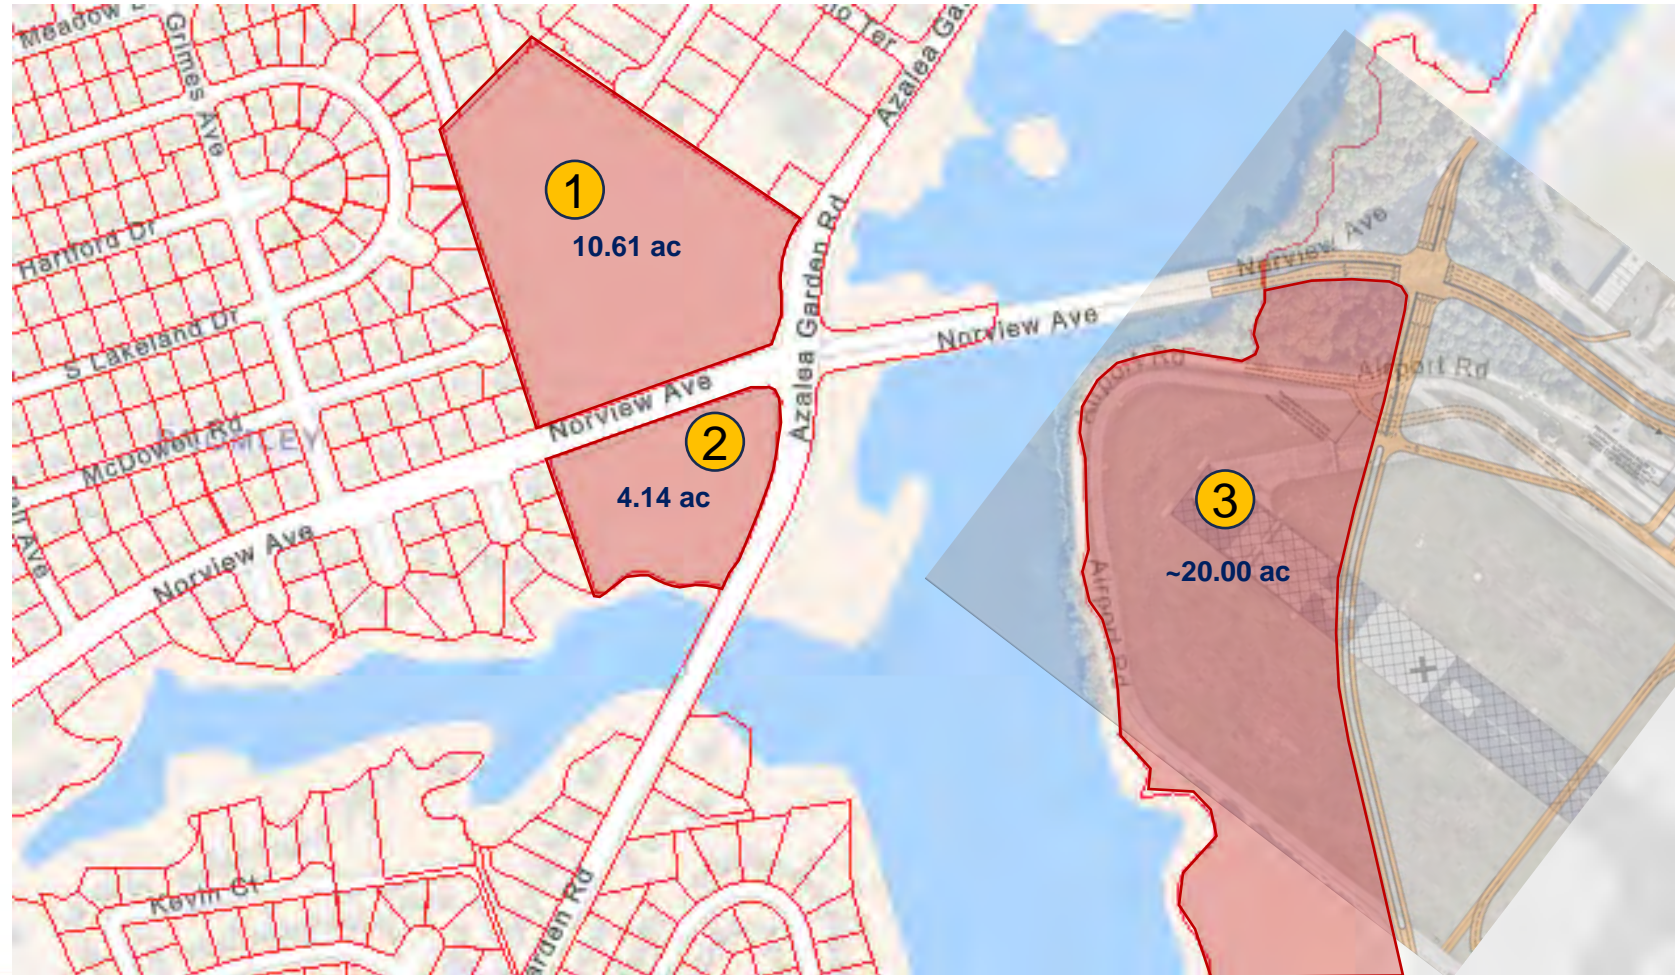 Meadow
Grimes Ave
Ter
Azalea Ga
1
10.61 ac
Hartford Dr
S Lakeland Dr
Azalea Garden Rd
Norview Ave
Norview Ave
Airport Rd
Airport Rd
Norview Ave
2
4.14 ac
McDowell Rd
Ave
Norview Ave
3
~20.00 ac
Airport Rd
Kevin Ct
arden Rd